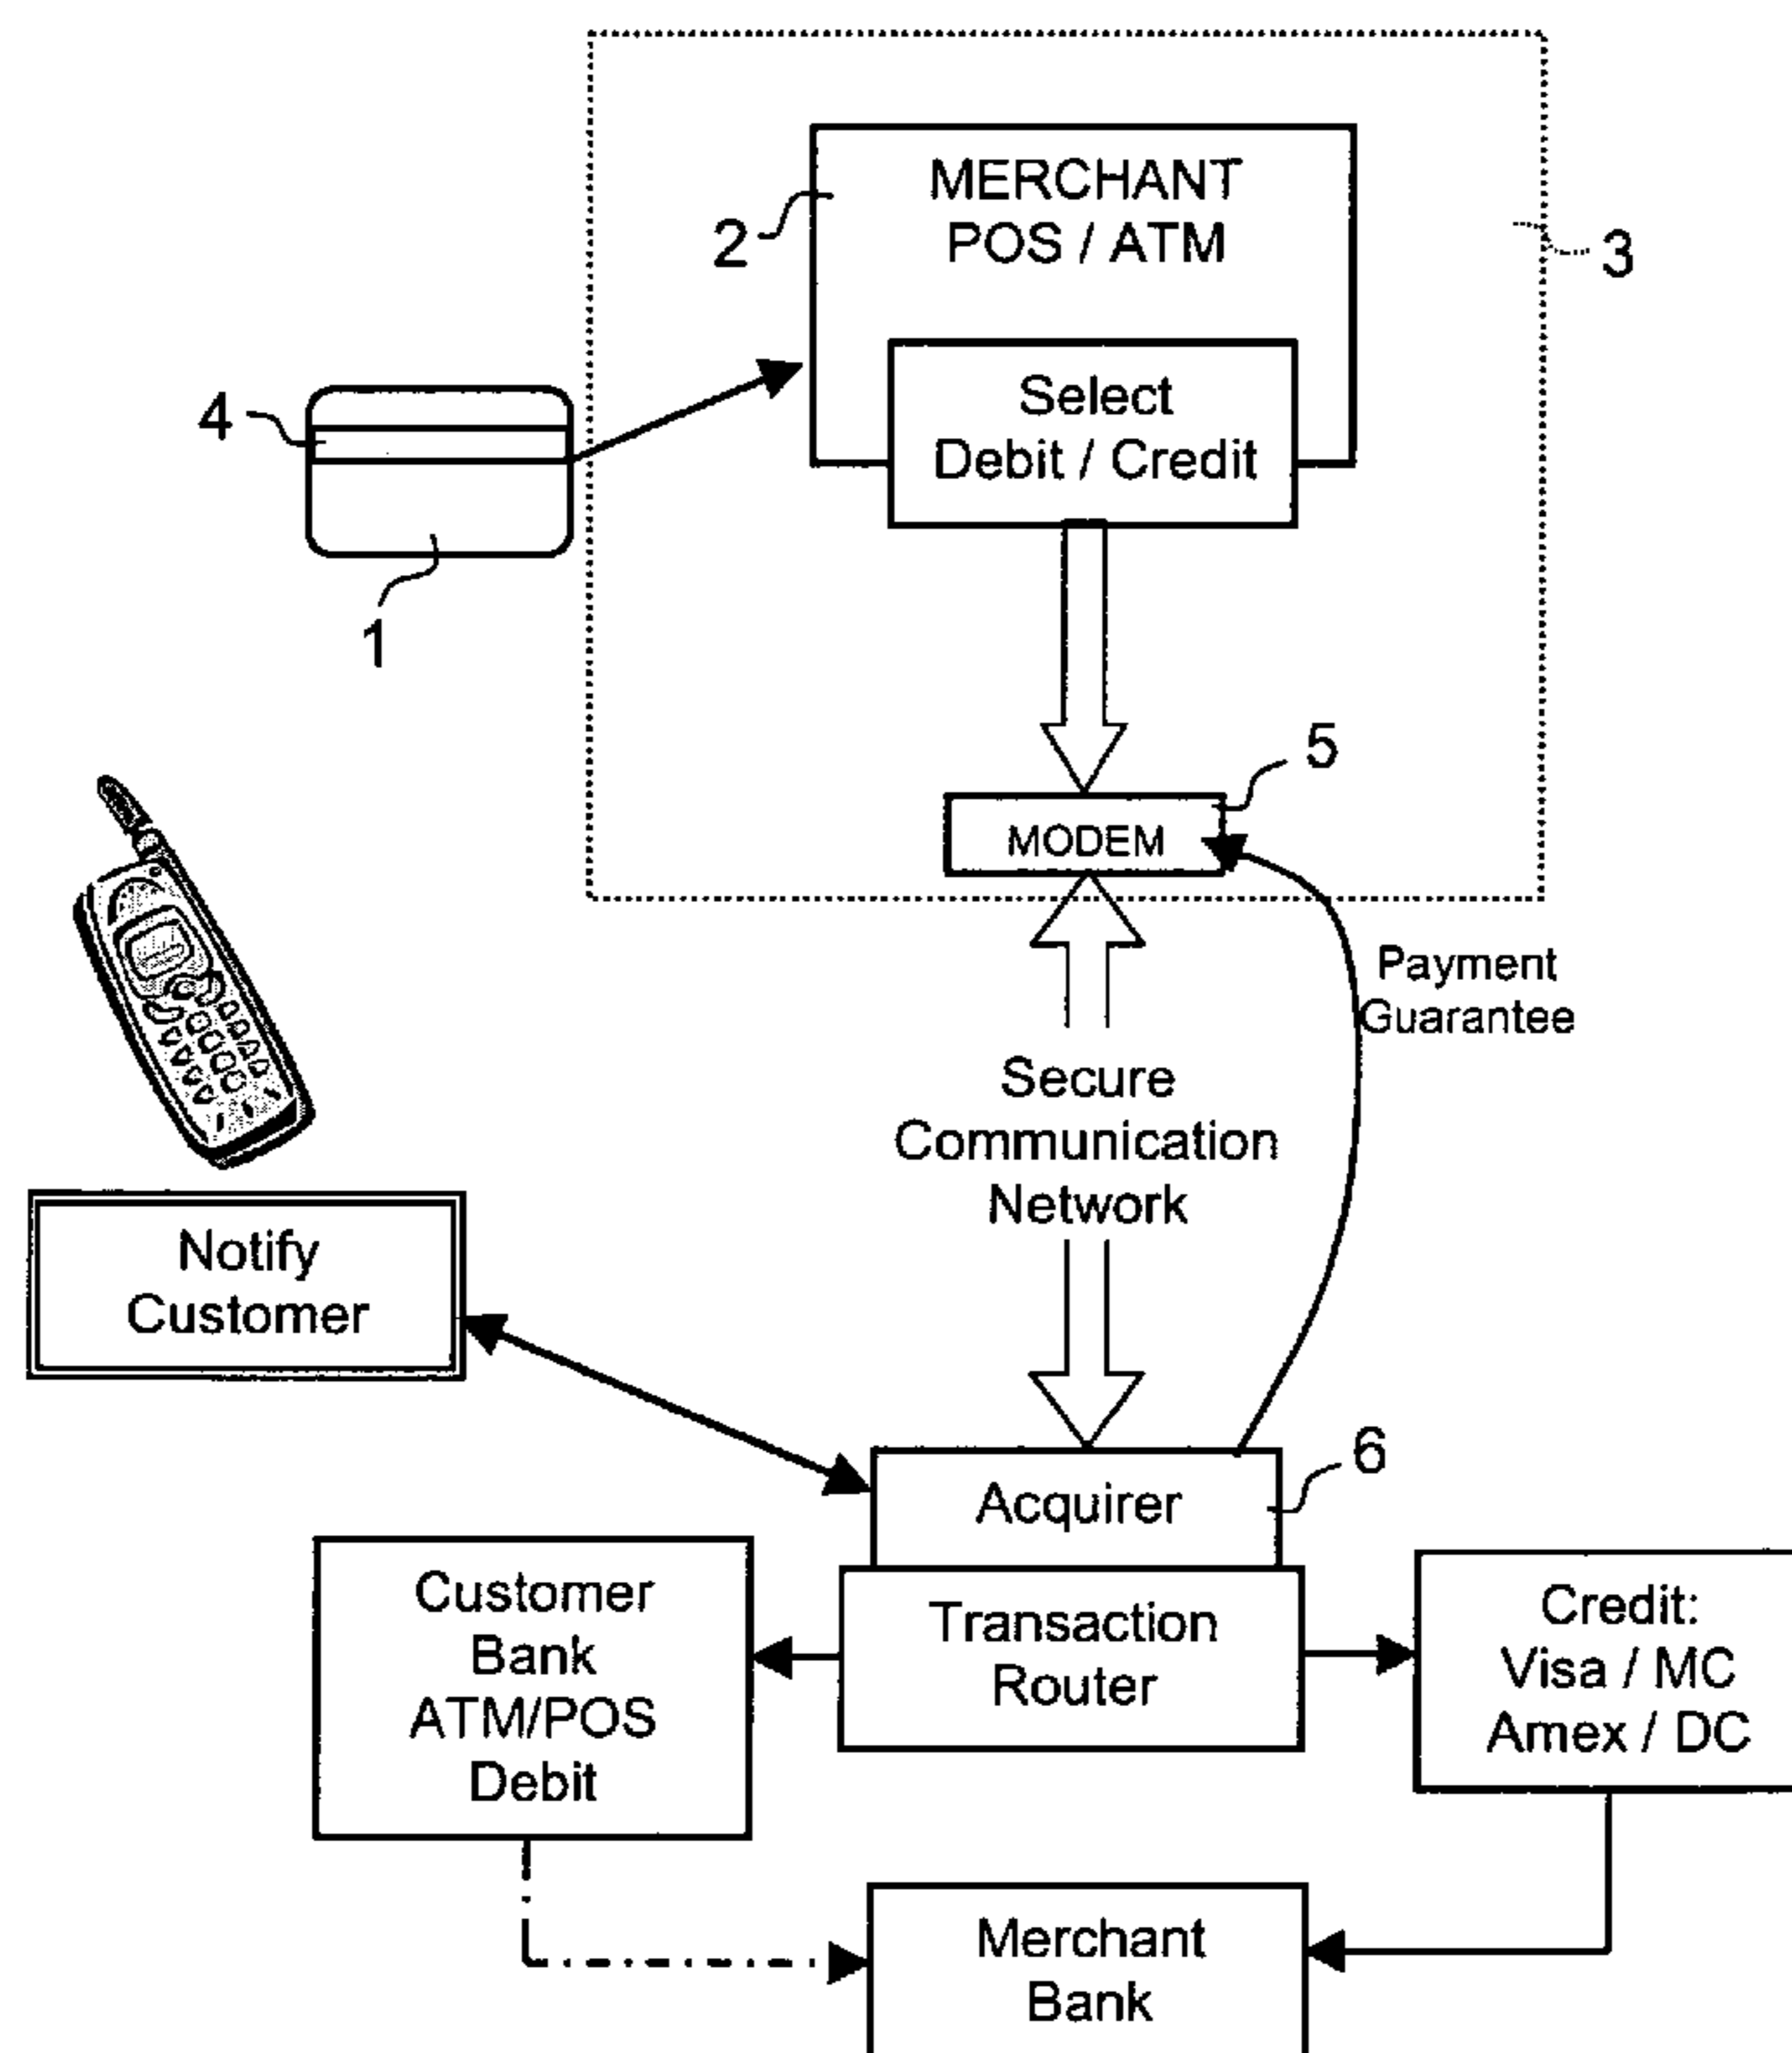 MERCHANT
POS / ATM
2
3
Select
Debit / Credit
4
1
5
MODEM
Payment
Guarantee
Secure
Communication
Network
Notify
Customer
6
Acquirer
Transaction
Router
Customer
Bank
ATM/POS
Debit
Credit:
Visa / MC
Amex / DC
Merchant
Bank